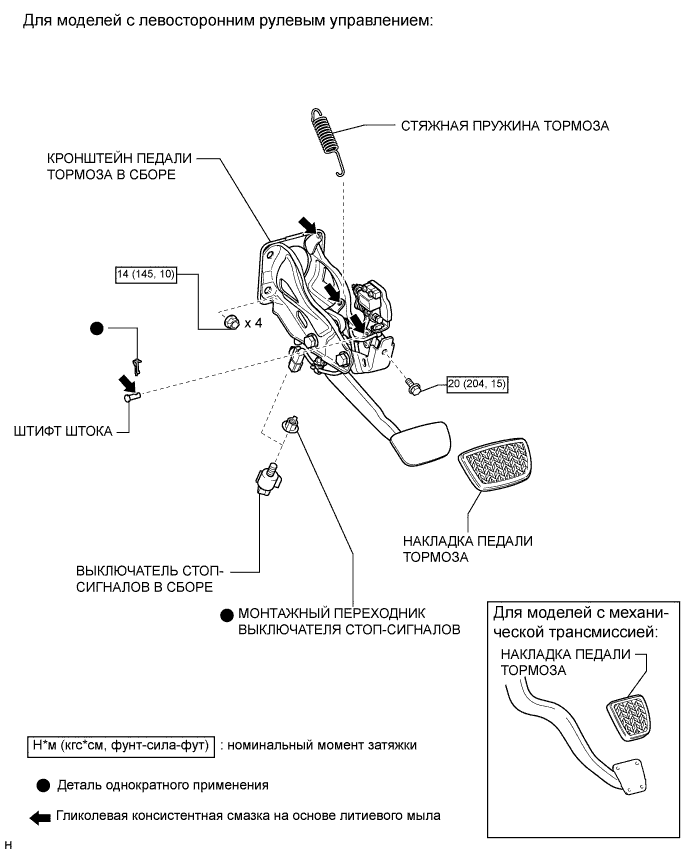 Для моделей с левосторонним рулевым управлением:
СТЯЖНАЯ ПРУЖИНА ТОРМОЗА
КРОНШТЕЙН ПЕДАЛИ
ТОРМОЗА В СБОРЕ
14 (145, 10)
x 4
20 (204, 15)
ШТИФТ ШТОКА
НАКЛАДКА ПЕДАЛИ
ТОРМОЗА
ВЫКЛЮЧАТЕЛЬ СТОП-
СИГНАЛОВ В СБОРЕ
МОНТАЖНЫЙ ПЕРЕХОДНИК
ВЫКЛЮЧАТЕЛЯ СТОП-СИГНАЛОВ
Для моделей с механи-
ческой трансмиссией:
НАКЛАДКА ПЕДАЛИ
ТОРМОЗА
Н*м (кгс*см, фунт-сила-фут) : номинальный момент затяжки
Деталь однократного применения
Гликолевая консистентная смазка на основе литиевого мыла
H